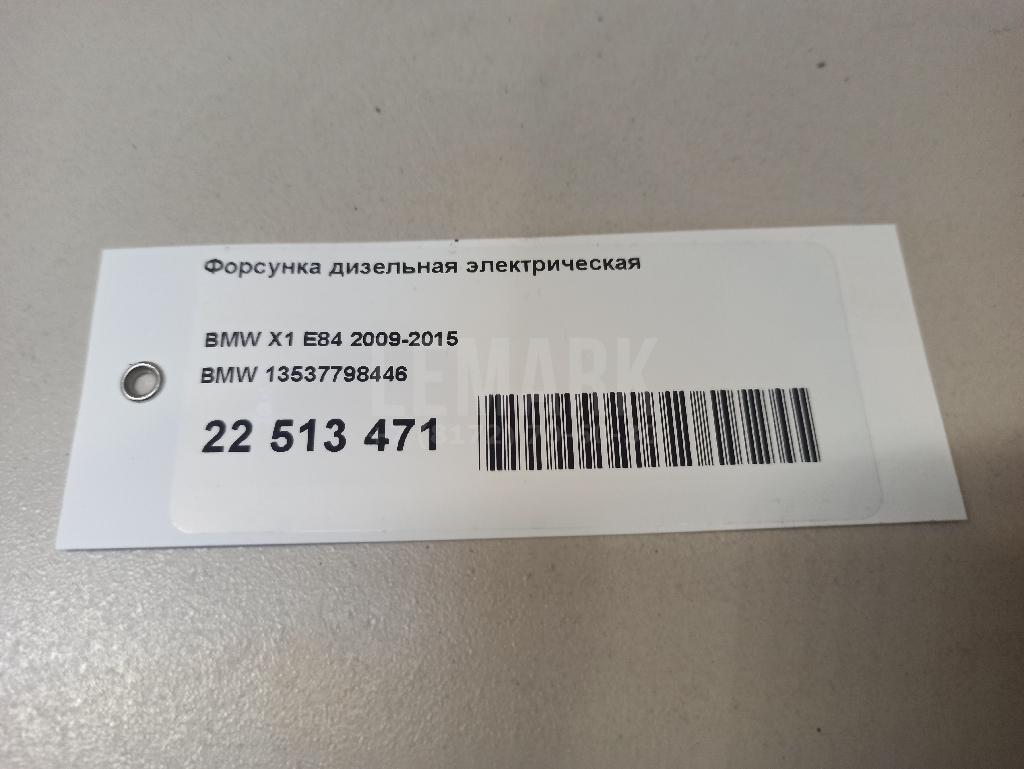 Форсунка дизельная электрическая
BMW X1 E84 2009-2015
LEMARK
BMW 13537798446
22 513 471